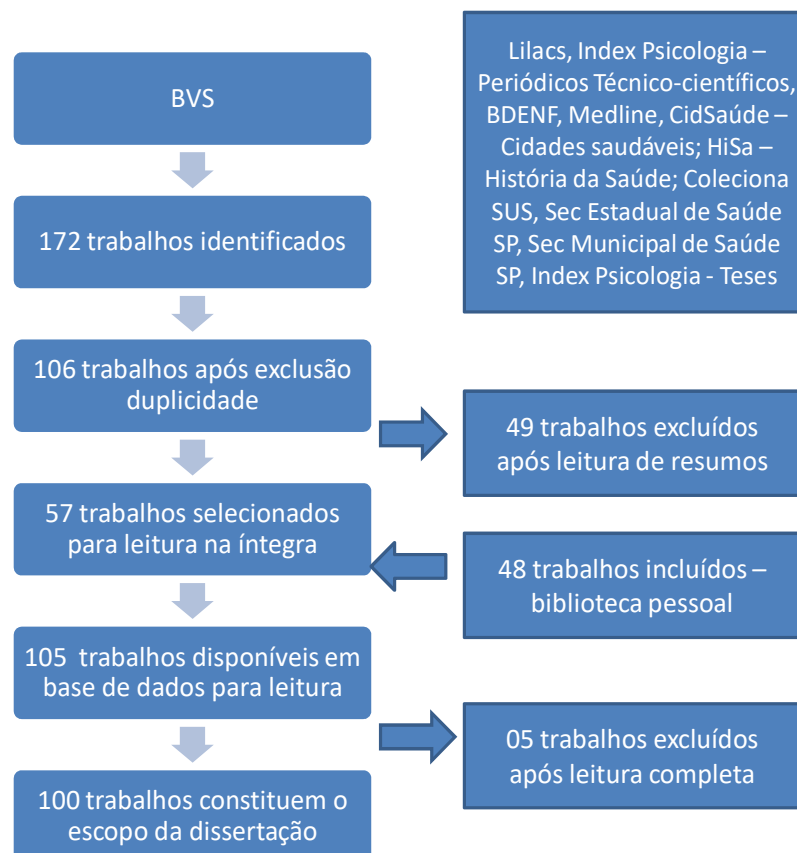 BVS
Lilacs, Index Psicologia –
Periódicos Técnico-científicos,
BDENF, Medline, CidSaúde –
Cidades saudáveis; HiSa –
História da Saúde; Coleciona
SUS, Sec Estadual de Saúde
SP, Sec Municipal de Saúde
SP, Index Psicologia - Teses
172 trabalhos identificados
106 trabalhos após exclusão
duplicidade
49 trabalhos excluídos
após leitura de resumos
57 trabalhos selecionados
para leitura na íntegra
48 trabalhos incluídos –
biblioteca pessoal
105 trabalhos disponíveis em
base de dados para leitura
05 trabalhos excluídos
após leitura completa
100 trabalhos constituem o
escopo da dissertação